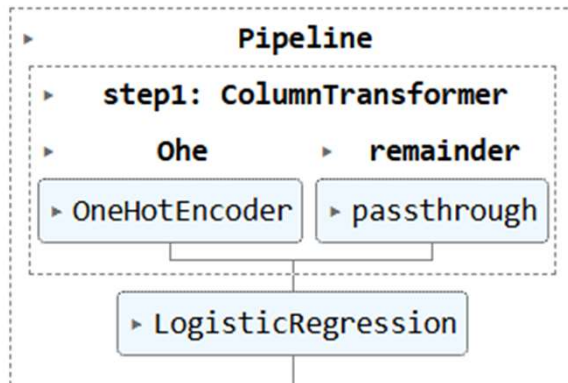 Pipeline
step1: ColumnTransformer
Ohe remainder
OneHotEncoder passthrough
LogisticRegression